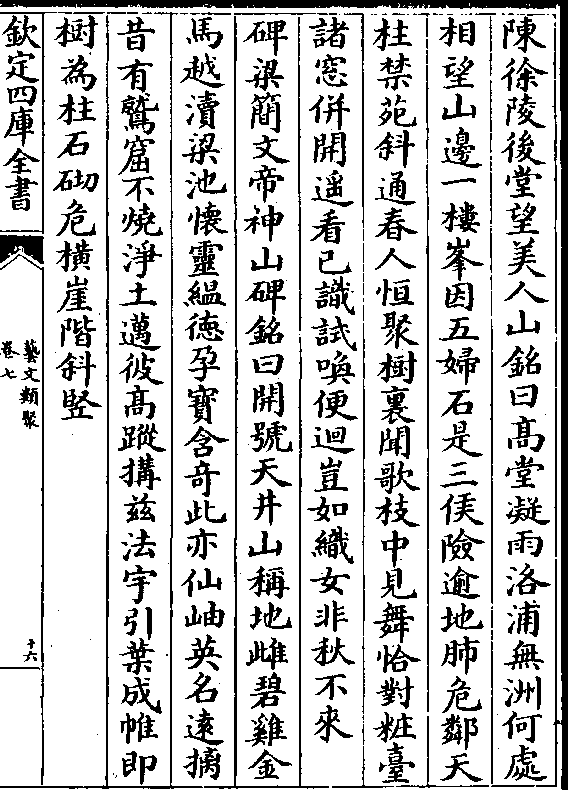 陳徐陵後堂望美人山銘曰高堂凝雨洛浦無洲何處
相望山邊一樓峯因五婦石是三侯險逾地肺危鄰天
柱禁苑斜通春人恒聚樹裏聞歌枝中見舞恰對粧臺
諸窓併開遥看已識試喚便迴豈如織女非秋不來
碑梁簡文帝神山碑銘曰開號天井山稱地雌碧雞金
馬越瀆梁池懷靈縕德孕寶含奇此亦仙岫英名逺摛
昔有鷲窟不燒淨土邁彼高蹤搆兹法宇引葉成帷即
樹為柱石砌危橫崖階斜竖
欽定四庫全書
藝文類聚
卷七
十六